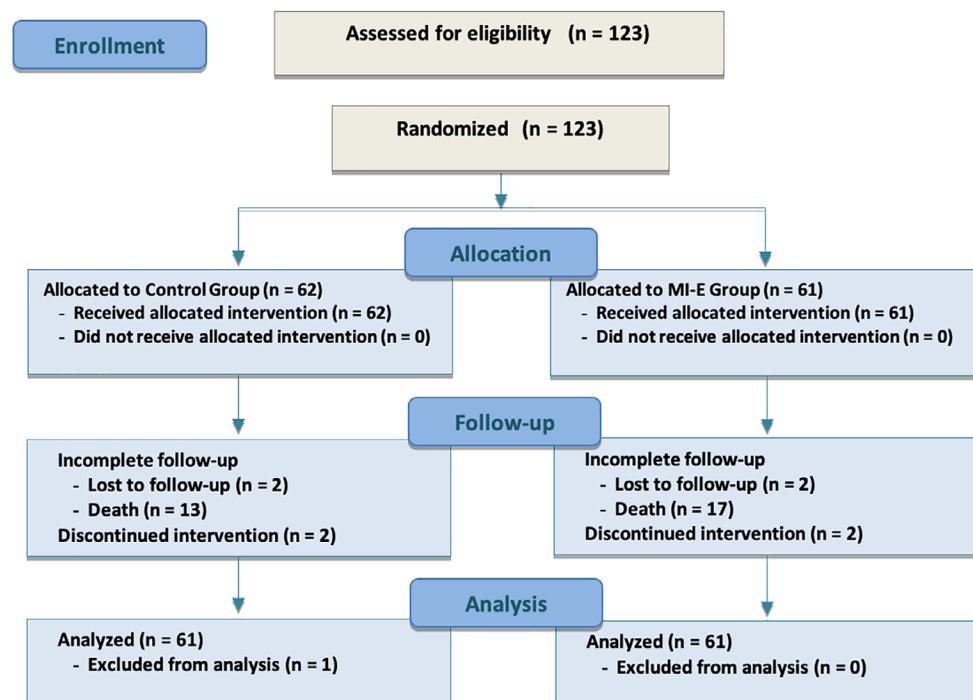 Enrollment
Assessed for eligibility (n = 123)
Randomized (n = 123)
Allocation
Allocated to Control Group (n = 62)
- Received allocated intervention (n = 62)
- Did not receive allocated intervention (n = 0)
Allocated to MI-E Group (n = 61)
- Received allocated intervention (n = 61)
- Did not receive allocated intervention (n = 0)
Follow-up
Incomplete follow-up
- Lost to follow-up (n = 2)
- Death (n = 13)
Discontinued intervention (n = 2)
Incomplete follow-up
- Lost to follow-up (n = 2)
- Death (n = 17)
Discontinued intervention (n = 2)
Analysis
Analyzed (n = 61)
- Excluded from analysis (n = 1)
Analyzed (n = 61)
- Excluded from analysis (n = 0)